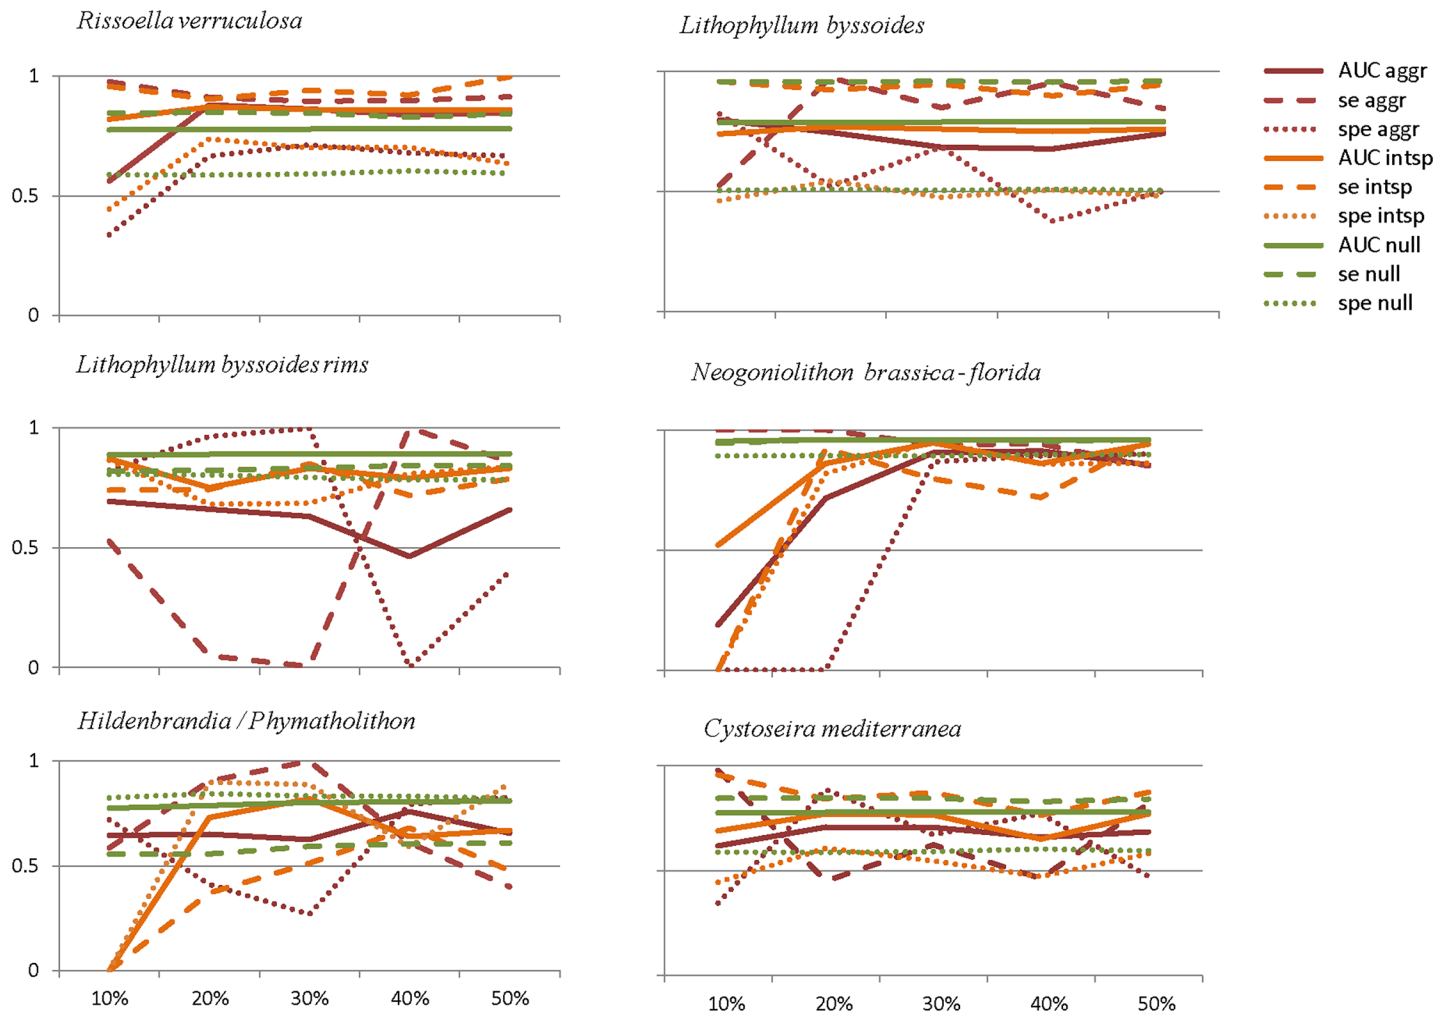 Rissoella verruculosa
1
0.5
0
Lithophyllum byssoides
AUC aggr
se aggr
spe aggr
AUC intsp
se intsp
spe intsp
AUC null
se null
spe null
Lithophyllum byssoides rims
1
0.5
0
Neogoniolithon brassica-florida
Hildenbrandia / Phymatholithon
1
0.5
0
10% 20% 30% 40% 50%
Cystoseira mediterranea
10% 20% 30% 40% 50%